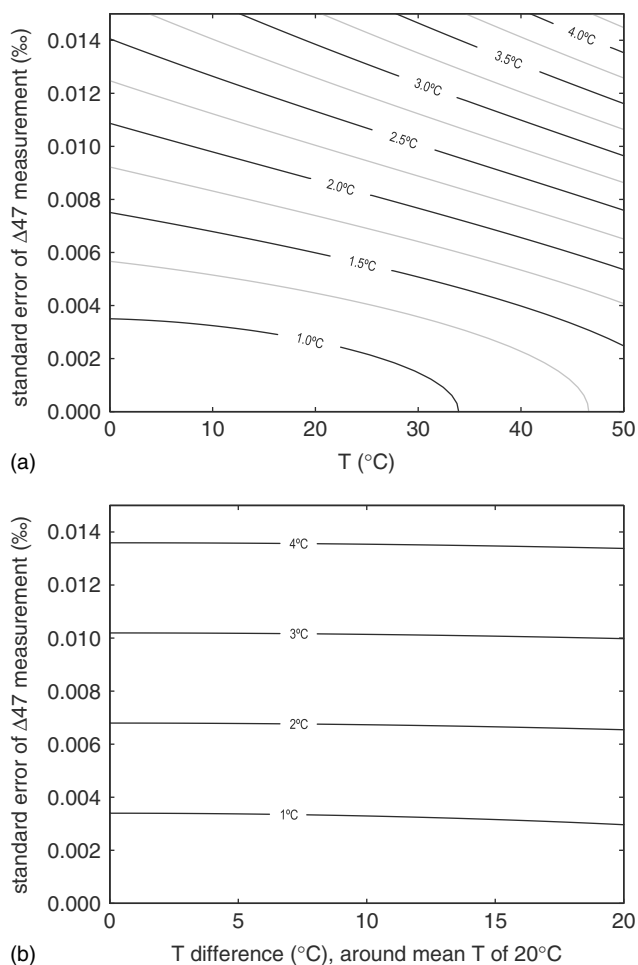 standard error of Δ47 measurement (‰)
0.014
0.012
0.010
0.008
0.006
0.004
0.002
0.000
4.0ºC
3.5ºC
3.0ºC
2.5ºC
2.0ºC
1.5ºC
1.0ºC
0
10
20
30
40
50
(a)
T (°C)
standard error of Δ47 measurement (‰)
0.014
0.012
0.010
0.008
0.006
0.004
0.002
0.000
4ºC
3ºC
2ºC
1ºC
0
5
10
15
20
(b)
T difference (°C), around mean T of 20°C